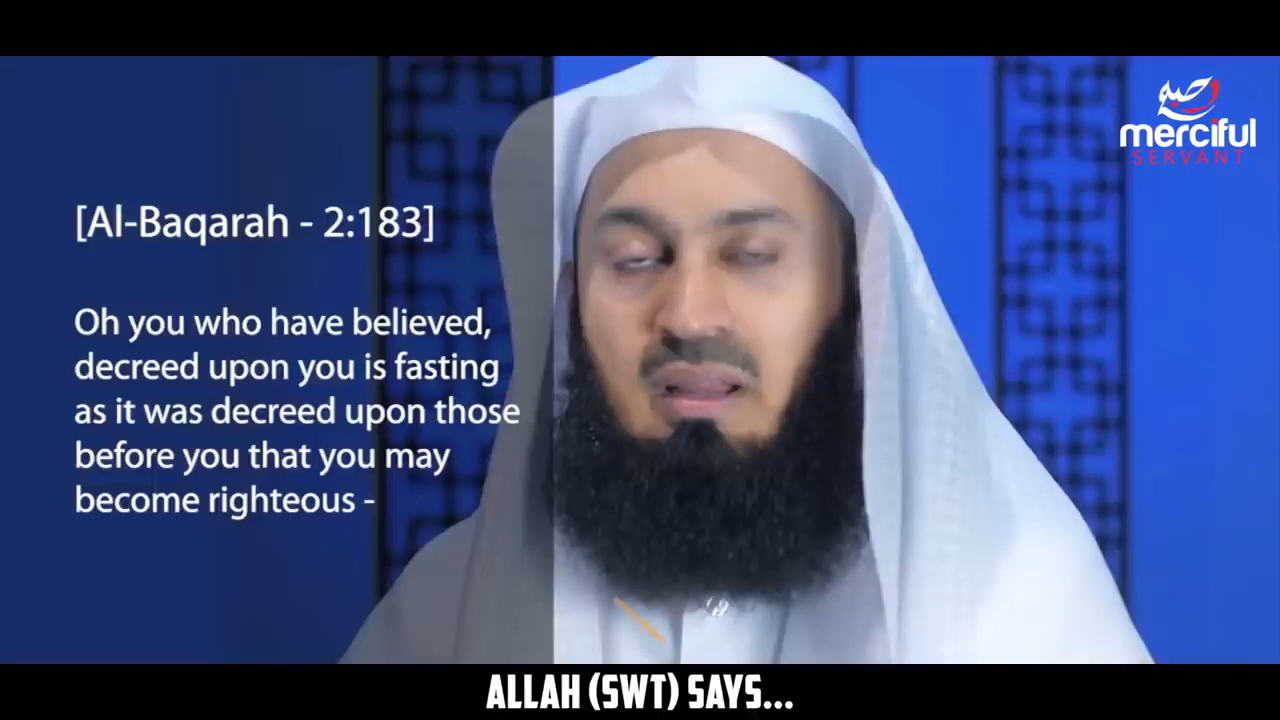 [Al-Baqarah - 2:183]
Oh you who have believed,
decreed upon you is fasting
as it was decreed upon those
before you that you may
become righteous -
merciful
SERVANT
ALLAH (SWT) SAYS...